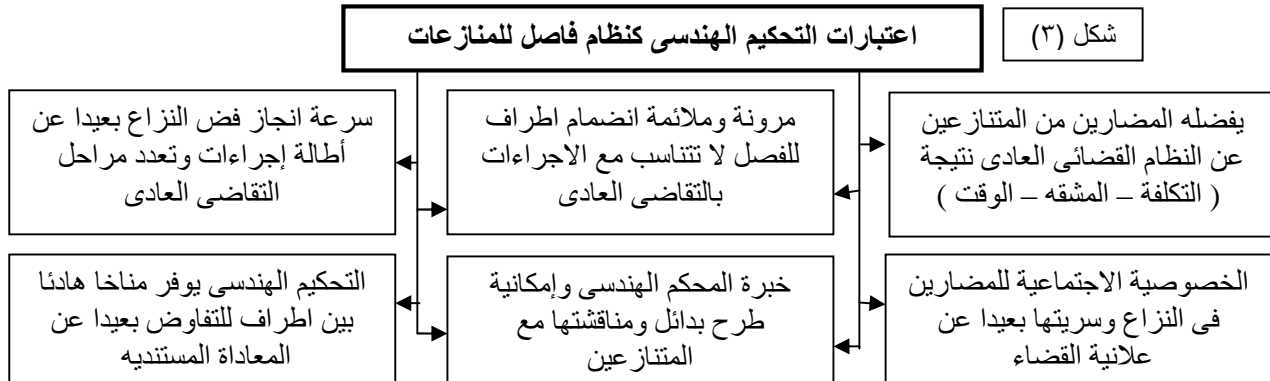 شكل (٣)
اعتبارات التحكيم الهندسى كنظام فاصل للمنازعات
يفضله المضارين من المتنازعين
عن النظام القضائى العادى نتيجة
( التكلفة – المشقه – الوقت )
مرونة وملائمة انضمام اطراف
للفصل لا تتناسب مع الاجراءات
بالتقاضى العادى
سرعة انجاز فض النزاع بعيدا عن
أطالة إجراءات وتعدد مراحل
التقاضى العادى
الخصوصية الاجتماعية للمضارين
فى النزاع وسريتها بعيدا عن
علانية القضاء
خبرة المحكم الهندسى وإمكانية
طرح بدائل ومناقشتها مع
المتنازعين
التحكيم الهندسى يوفر مناخا هادئا
بين اطراف للتفاوض بعيدا عن
المعاداة المستنديه